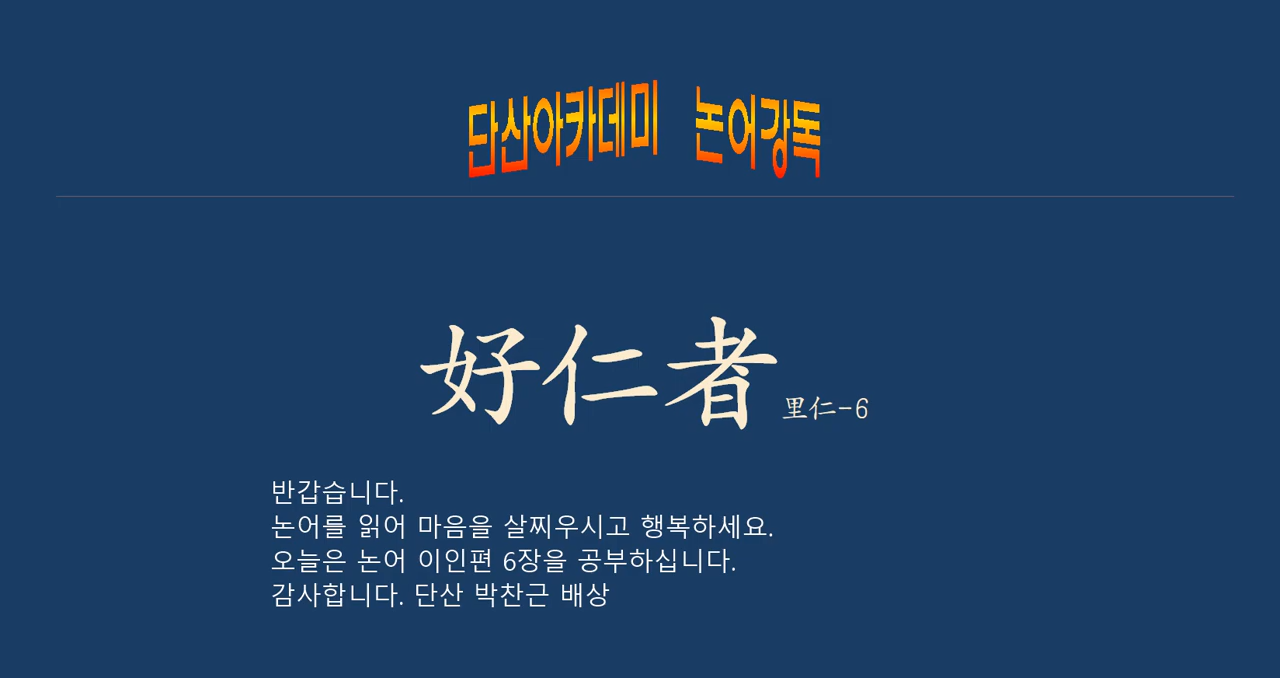 단산아카데미 논어강독
好仁者 里仁-6
반갑습니다.
논어를 읽어 마음을 살찌우시고 행복하세요.
오늘은 논어 이인편 6장을 공부하십니다.
감사합니다. 단산 박찬근 배상